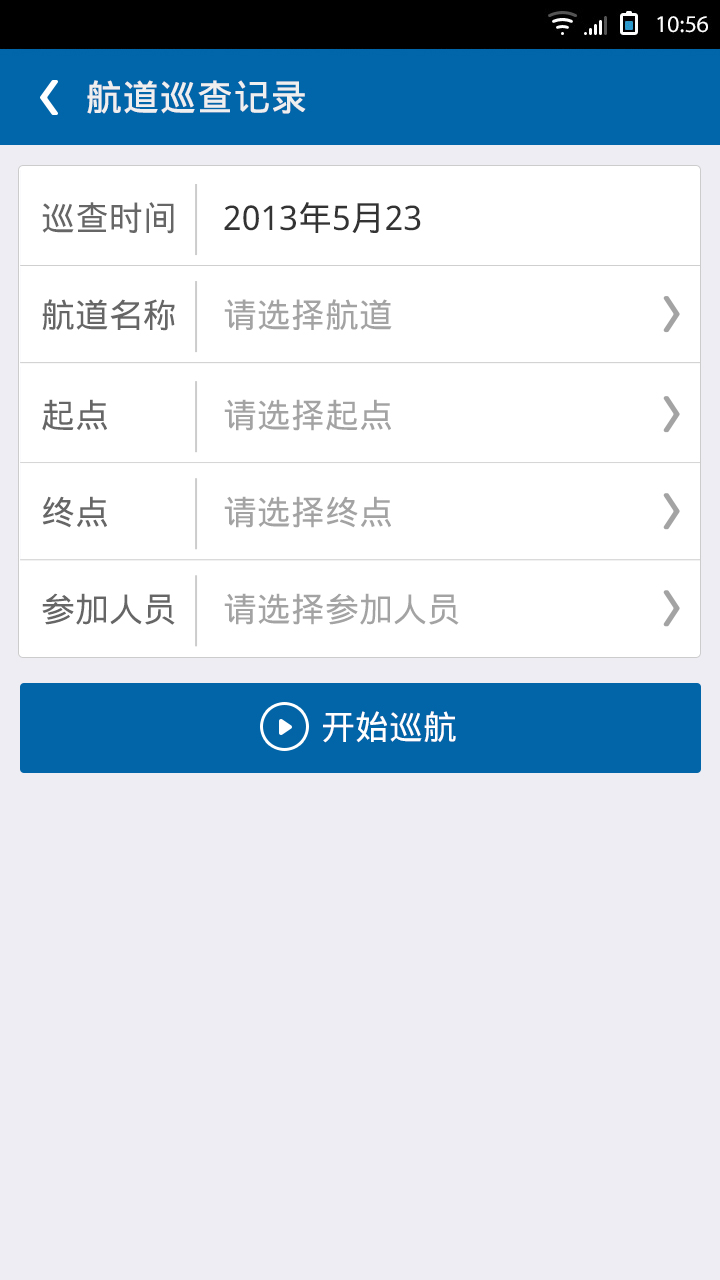 10:56
航道巡查记录
巡查时间 2013年5月23
航道名称 请选择航道
起点 请选择起点
终点 请选择终点
参加人员 请选择参加人员
开始巡航